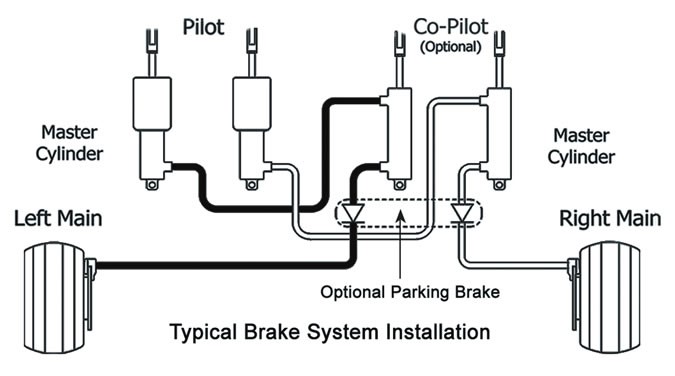 Pilot
Co-Pilot
(Optional)
Master
Cylinder
Master
Cylinder
Left Main
Right Main
Optional Parking Brake
Typical Brake System Installation